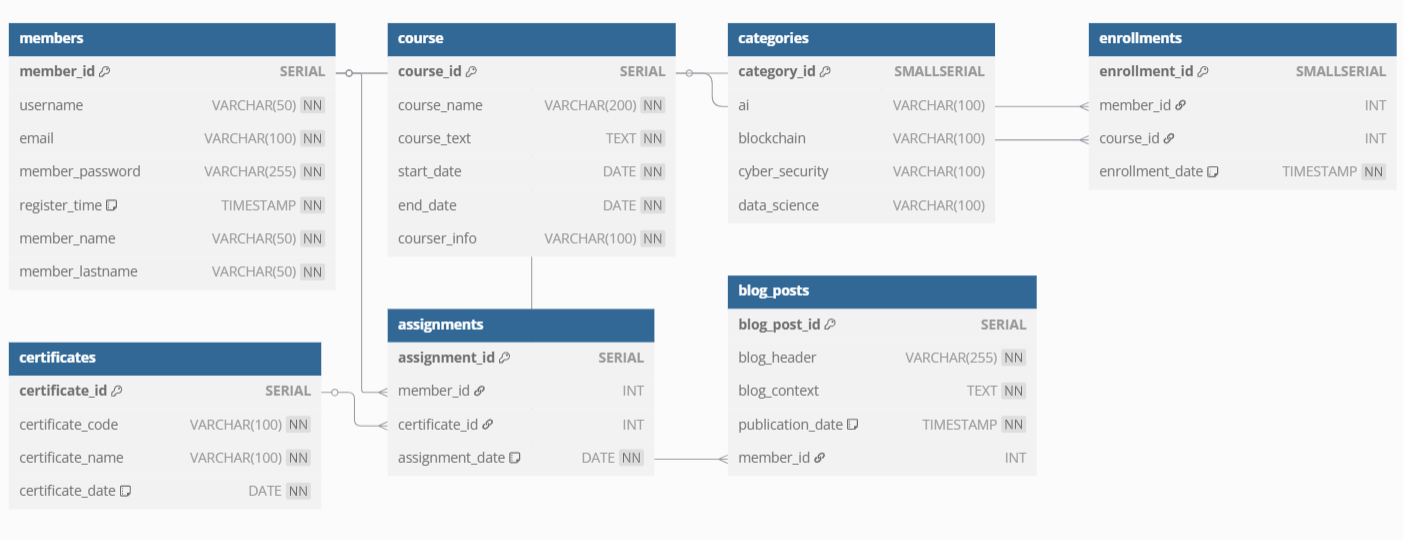 members
member_id SERIAL
username VARCHAR(50) NN
email VARCHAR(100) NN
member_password VARCHAR(255) NN
register_time TIMESTAMP NN
member_name VARCHAR(50) NN
member_lastname VARCHAR(50) NN
course
course_id SERIAL
course_name VARCHAR(200) NN
course_text TEXT NN
start_date DATE NN
end_date DATE NN
courser_info VARCHAR(100) NN
categories
category_id SMALLSERIAL
ai VARCHAR(100)
blockchain VARCHAR(100)
cyber_security VARCHAR(100)
data_science VARCHAR(100)
enrollments
enrollment_id SMALLSERIAL
member_id INT
course_id INT
enrollment_date TIMESTAMP NN
certificates
certificate_id SERIAL
certificate_code VARCHAR(100) NN
certificate_name VARCHAR(100) NN
certificate_date DATE NN
assignments
assignment_id SERIAL
member_id INT
certificate_id INT
assignment_date DATE NN
blog_posts
blog_post_id SERIAL
blog_header VARCHAR(255) NN
blog_context TEXT NN
publication_date TIMESTAMP NN
member_id INT